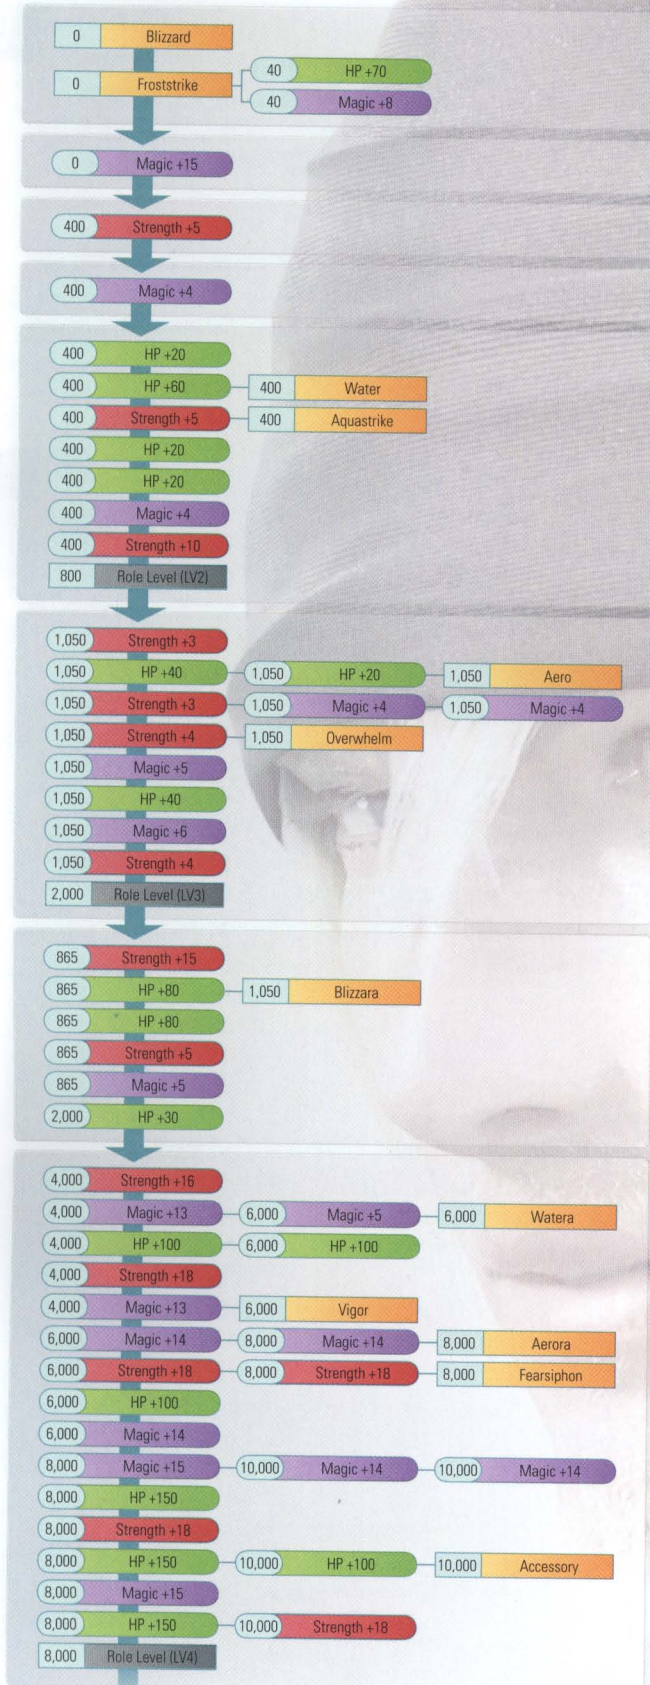 0 Blizzard
40 HP +70
0 Froststrike
40 Magic +8
0 Magic +15
400 Strength +5
400 Magic +4
400 HP +20
400 HP +60 400 Water
400 Strength +5 400 Aquastrike
400 HP +20
400 HP +20
400 Magic +4
400 Strength +10
800 Role Level (LV2)
1,050 Strength +3
1,050 HP +40 1,050 HP +20 1,050 Aero
1,050 Strength +3 1,050 Magic +4 1,050 Magic +4
1,050 Strength +4 1,050 Overwhelm
1,050 Magic +5
1,050 HP +40
1,050 Magic +6
1,050 Strength +4
2,000 Role Level (LV3)
865 Strength +15
865 HP +80 1,050 Blizzara
865 HP +80
865 Strength +5
865 Magic +5
2,000 HP +30
4,000 Strength +16
4,000 Magic +13 6,000 Magic +5 6,000 Watera
4,000 HP +100 6,000 HP +100
4,000 Strength +18
4,000 Magic +13 6,000 Vigor
6,000 Magic +14 8,000 Magic +14 8,000 Aerora
6,000 Strength +18 8,000 Strength +18 8,000 Fearsiphon
6,000 HP +100
6,000 Magic +14
8,000 Magic +15 10,000 Magic +14 10,000 Magic +14
8,000 HP +150
8,000 Strength +18
8,000 HP +150 10,000 HP +100 10,000 Accessory
8,000 Magic +15
8,000 HP +150 10,000 Strength +18
8,000 Role Level (LV4)